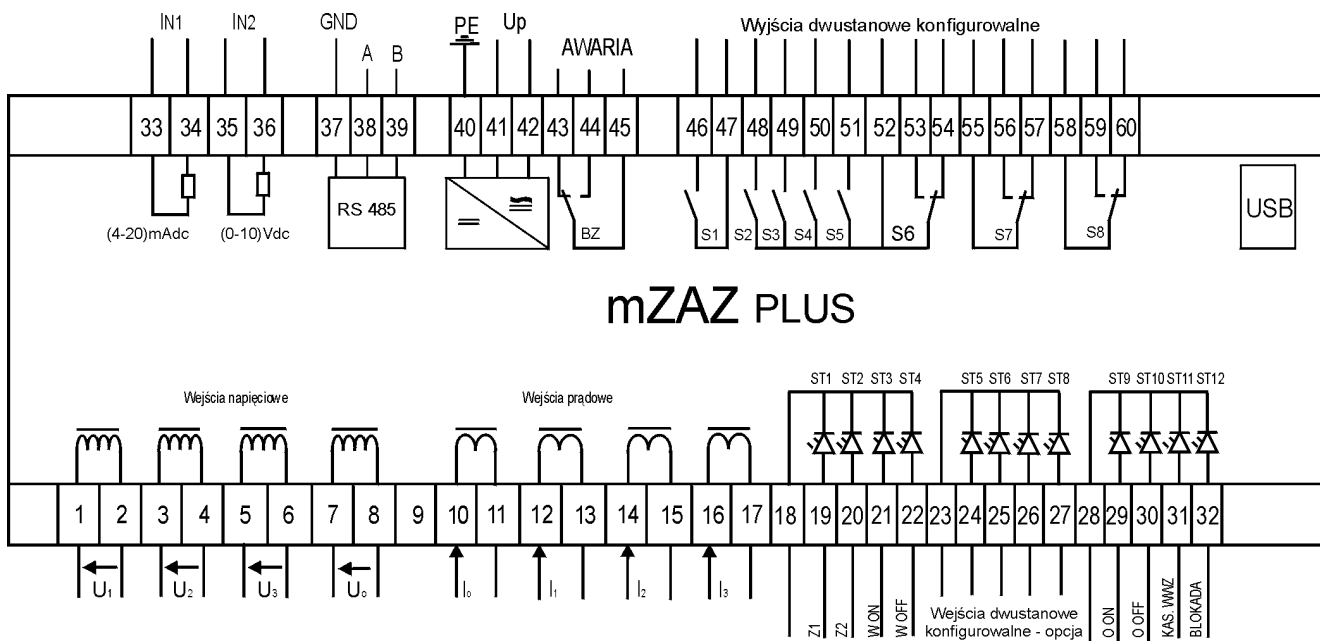 IN1 IN2 GND PE Up Wyjścia dwustanowe konfigurowalne
A B AWARIA
33 34 35 36 37 38 39 40 41 42 43 44 45 46 47 48 49 50 51 52 53 54 55 56 57 58 59 60
RS 485 USB
(4-20)mAdc (0-10)Vdc BZ S1 S2 S3 S4 S5 S6 S7 S8
mZAZ PLUS
ST1 ST2 ST3 ST4 ST5 ST6 ST7 ST8 ST9 ST10 ST11 ST12
Wejścia napięciowe Wejścia prądowe
1 2 3 4 5 6 7 8 9 10 11 12 13 14 15 16 17 18 19 20 21 22 23 24 25 26 27 28 29 30 31 32
U1 U2 U3 Uo Io I1 I2 I3
Z1 Z2 W ON W OFF
Wejścia dwustanowe
konfigurowalne - opcja
O ON O OFF KAS. WWZ BLOKADA